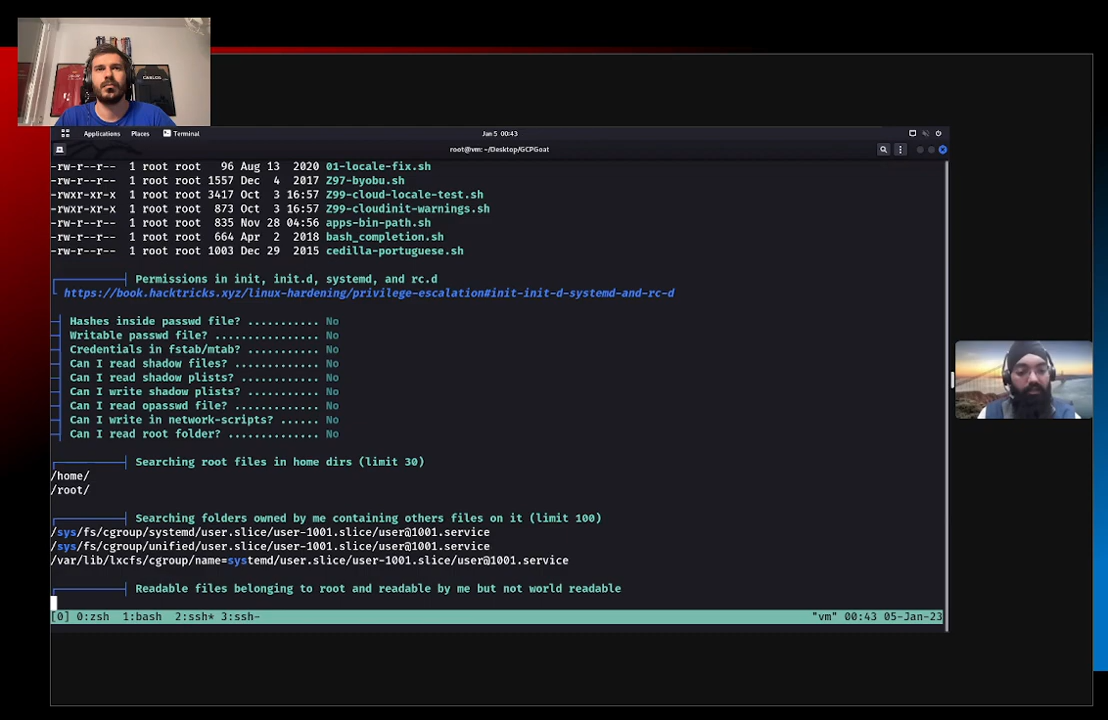 CARLOS
Applications Places Terminal Jan 5 00:43
root@vm: ~/Desktop/GCPGoat
-rw-r--r-- 1 root root 96 Aug 13 2020 01-locale-fix.sh
-rw-r--r-- 1 root root 1557 Dec 4 2017 Z97-byobu.sh
-rwxr-xr-x 1 root root 3417 Oct 3 16:57 Z99-cloud-locale-test.sh
-rwxr-xr-x 1 root root 873 Oct 3 16:57 Z99-cloudinit-warnings.sh
-rw-r--r-- 1 root root 835 Nov 28 04:56 apps-bin-path.sh
-rw-r--r-- 1 root root 664 Apr 2 2018 bash_completion.sh
-rw-r--r-- 1 root root 1003 Dec 29 2015 cedilla-portuguese.sh
Permissions in init, init.d, systemd, and rc.d
https://book.hacktricks.xyz/linux-hardening/privilege-escalation#init-init-d-systemd-and-rc-d
Hashes inside passwd file? ........... No
Writable passwd file? ................ No
Credentials in fstab/mtab? ........... No
Can I read shadow files? ............. No
Can I read shadow plists? ............ No
Can I write shadow plists? ........... No
Can I read opasswd file? ............. No
Can I write in network-scripts? ...... No
Can I read root folder? .............. No
Searching root files in home dirs (limit 30)
/home/
/root/
Searching folders owned by me containing others files on it (limit 100)
/sys/fs/cgroup/systemd/user.slice/user-1001.slice/user@1001.service
/sys/fs/cgroup/unified/user.slice/user-1001.slice/user@1001.service
/var/lib/lxcfs/cgroup/name=systemd/user.slice/user-1001.slice/user@1001.service
Readable files belonging to root and readable by me but not world readable
[0] 0:zsh 1:bash 2:ssh* 3:ssh- "vm" 00:43 05-Jan-23